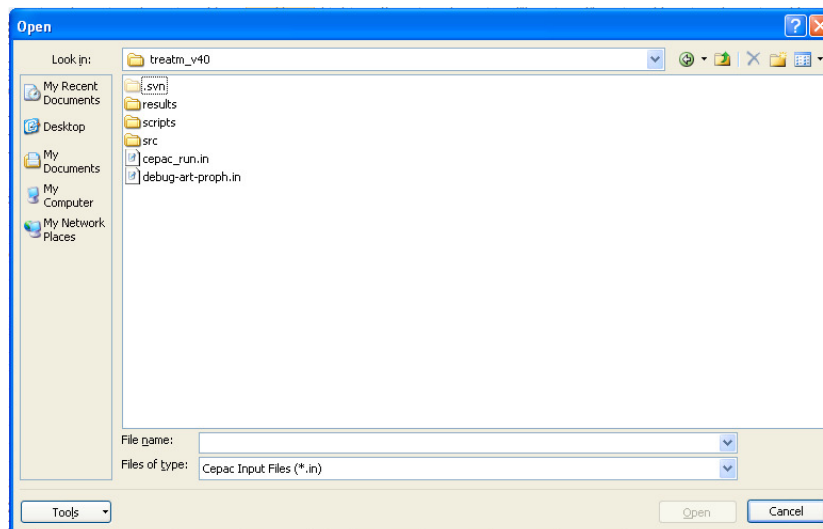 Open
Look in:
treatm_v40
My Recent
Documents
Desktop
My
Documents
My
Computer
My Network
Places
.svn
results
scripts
src
cepac_run.in
debug-art-proph.in
File name:
Files of type:
Cepac Input Files (*.in)
Tools
Open
Cancel